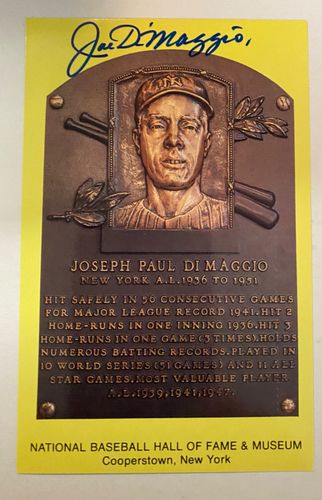 Joe DiMaggio
JOSEPH PAUL DI MAGGIO
NEW YORK A.L. 1936 TO 1951
HIT SAFELY IN 56 CONSECUTIVE GAMES
FOR MAJOR LEAGUE RECORD 1941. HIT 2
HOME-RUNS IN ONE INNING 1936. HIT 3
HOME-RUNS IN ONE GAME (3 TIMES). HOLDS
NUMEROUS BATTING RECORDS. PLAYED IN
10 WORLD SERIES (51 GAMES) AND 11 ALL
STAR GAMES. MOST VALUABLE PLAYER
A.L. 1939, 1941, 1947.
NATIONAL BASEBALL HALL OF FAME & MUSEUM
Cooperstown, New York